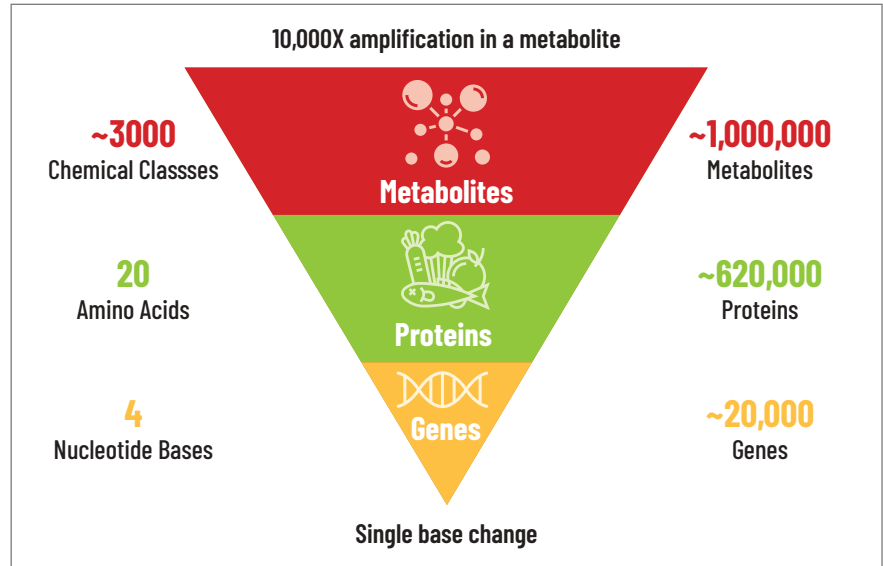 10,000X amplification in a metabolite
~3000
Chemical Classses
Metabolites
~1,000,000
Metabolites
20
Amino Acids
Proteins
~620,000
Proteins
4
Nucleotide Bases
Genes
~20,000
Genes
Single base change